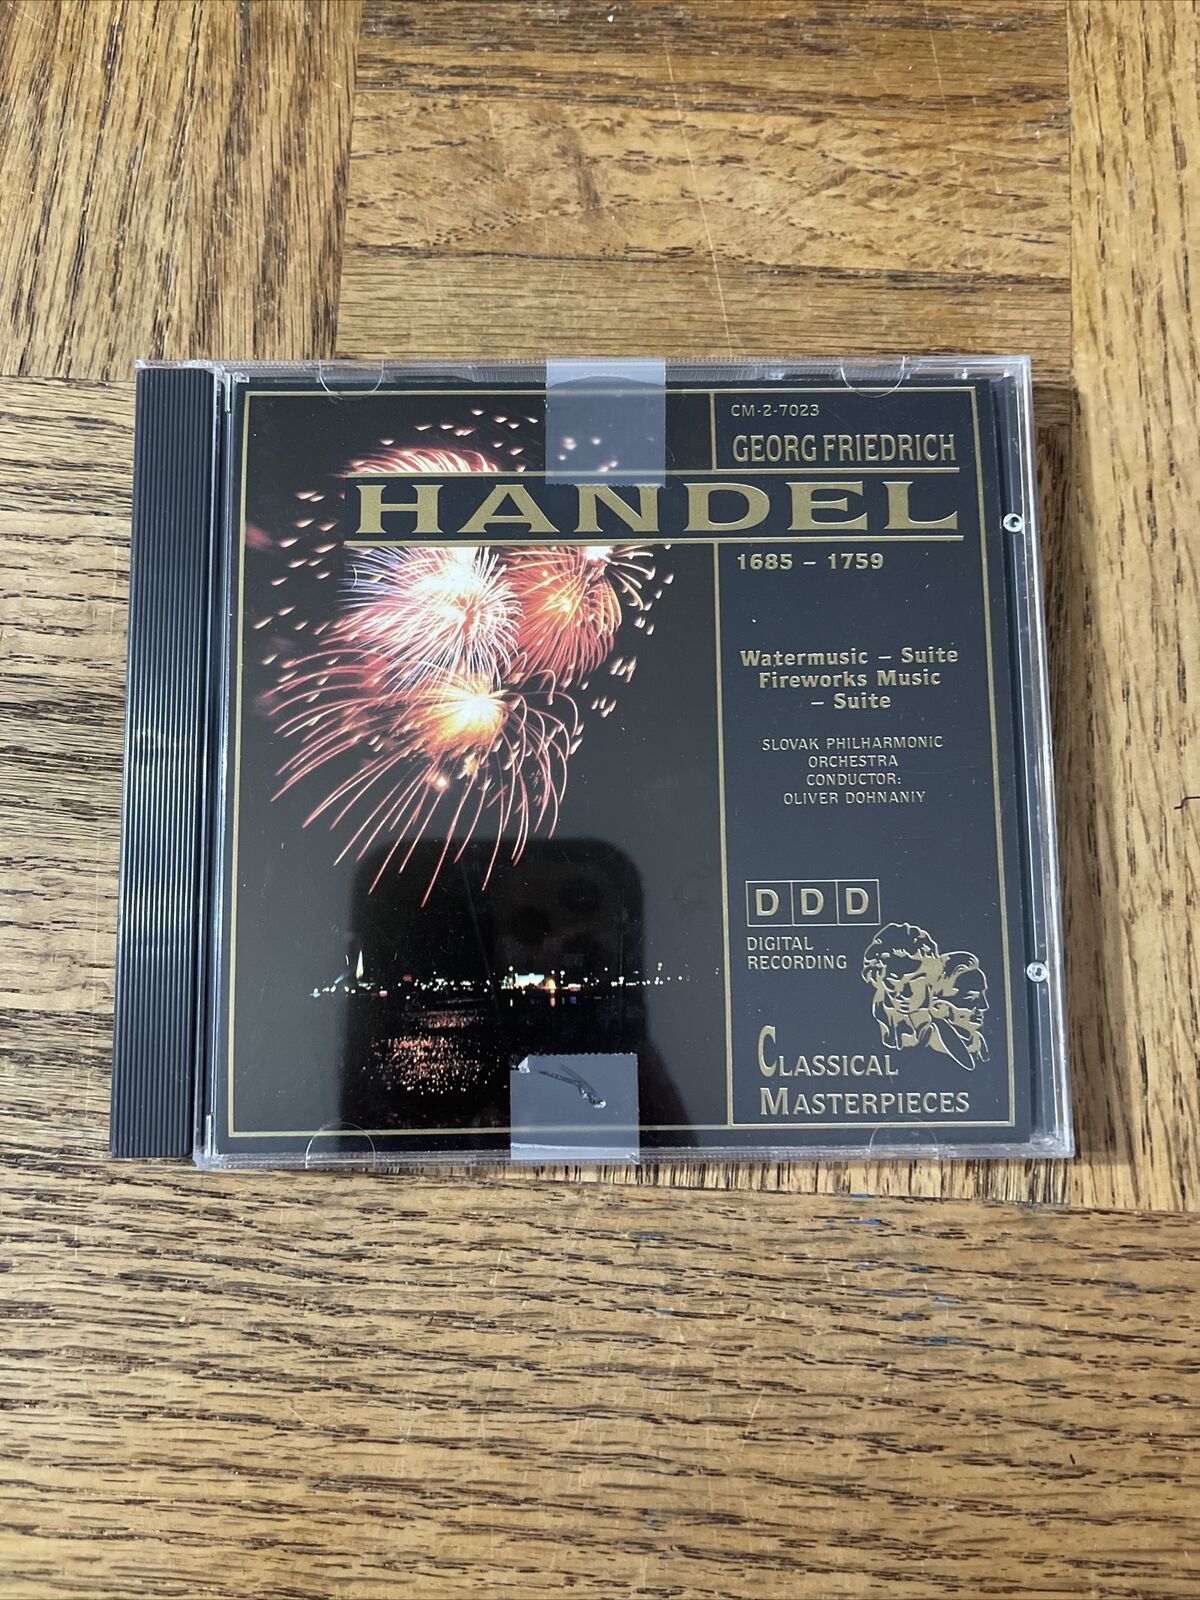 CM-2-7023
GEORG FRIEDRICH
HANDEL
1685 – 1759
Watermusic – Suite
Fireworks Music
– Suite
SLOVAK PHILHARMONIC
ORCHESTRA
CONDUCTOR:
OLIVER DOHNANIY
D D D
DIGITAL
RECORDING
CLASSICAL
MASTERPIECES